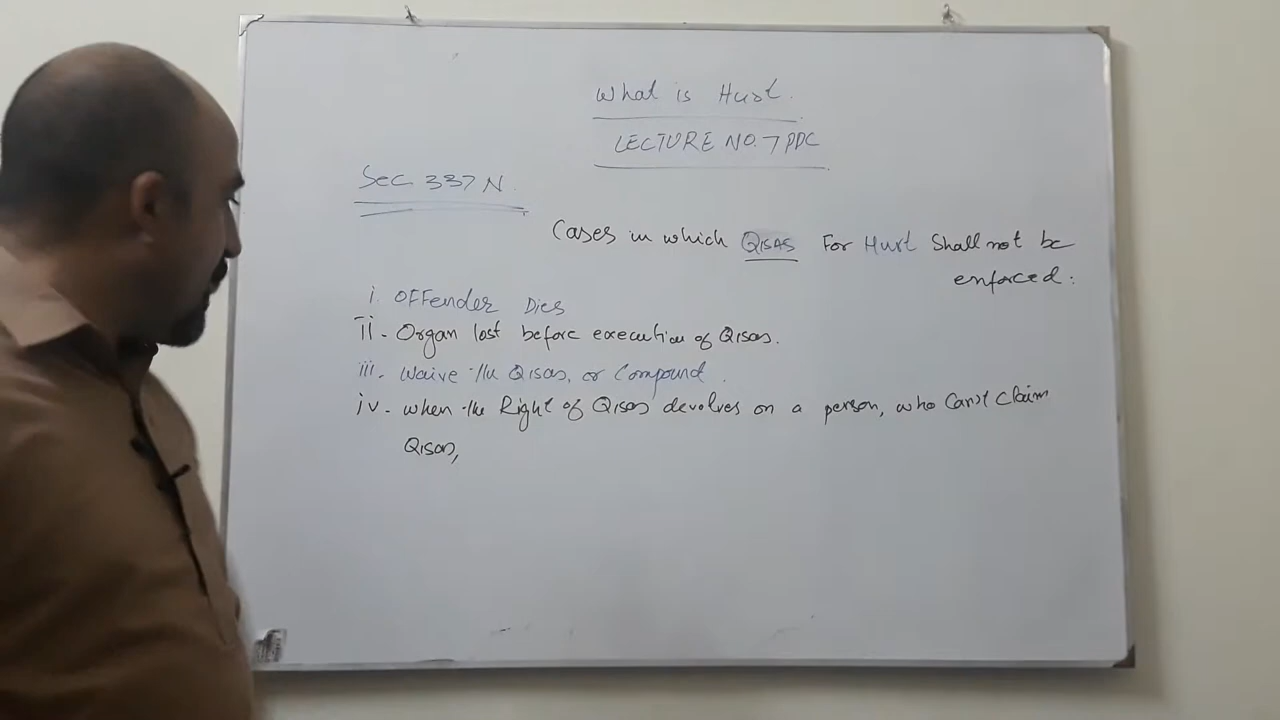 What is Hurt.
LECTURE NO. 7 PPC
Sec 337 N.
Cases in which QISAS For Hurt Shall not be
enforced:
i. OFFender Dies
ii- Organ lost before execution of Qisas.
iii- Waive the Qisas, or Compound.
iv- when the Right of Qisas devolves on a person, who Can't Claim
Qisas,